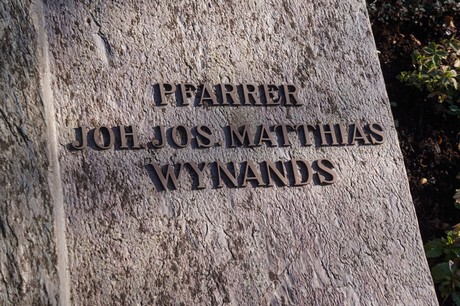 PFARRER
JOH. JOS. MATTHIAS
WYNANDS